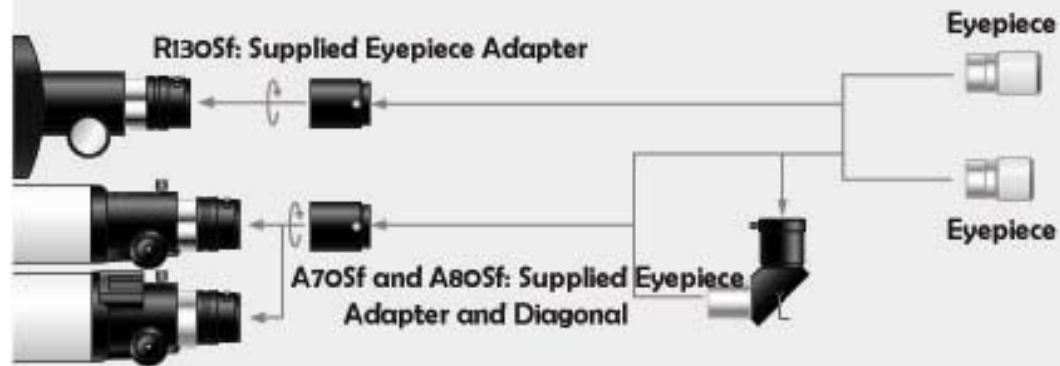 Eyepiece
R130Sf: Supplied Eyepiece Adapter
Eyepiece
A70Sf and A80Sf: Supplied Eyepiece
Adapter and Diagonal